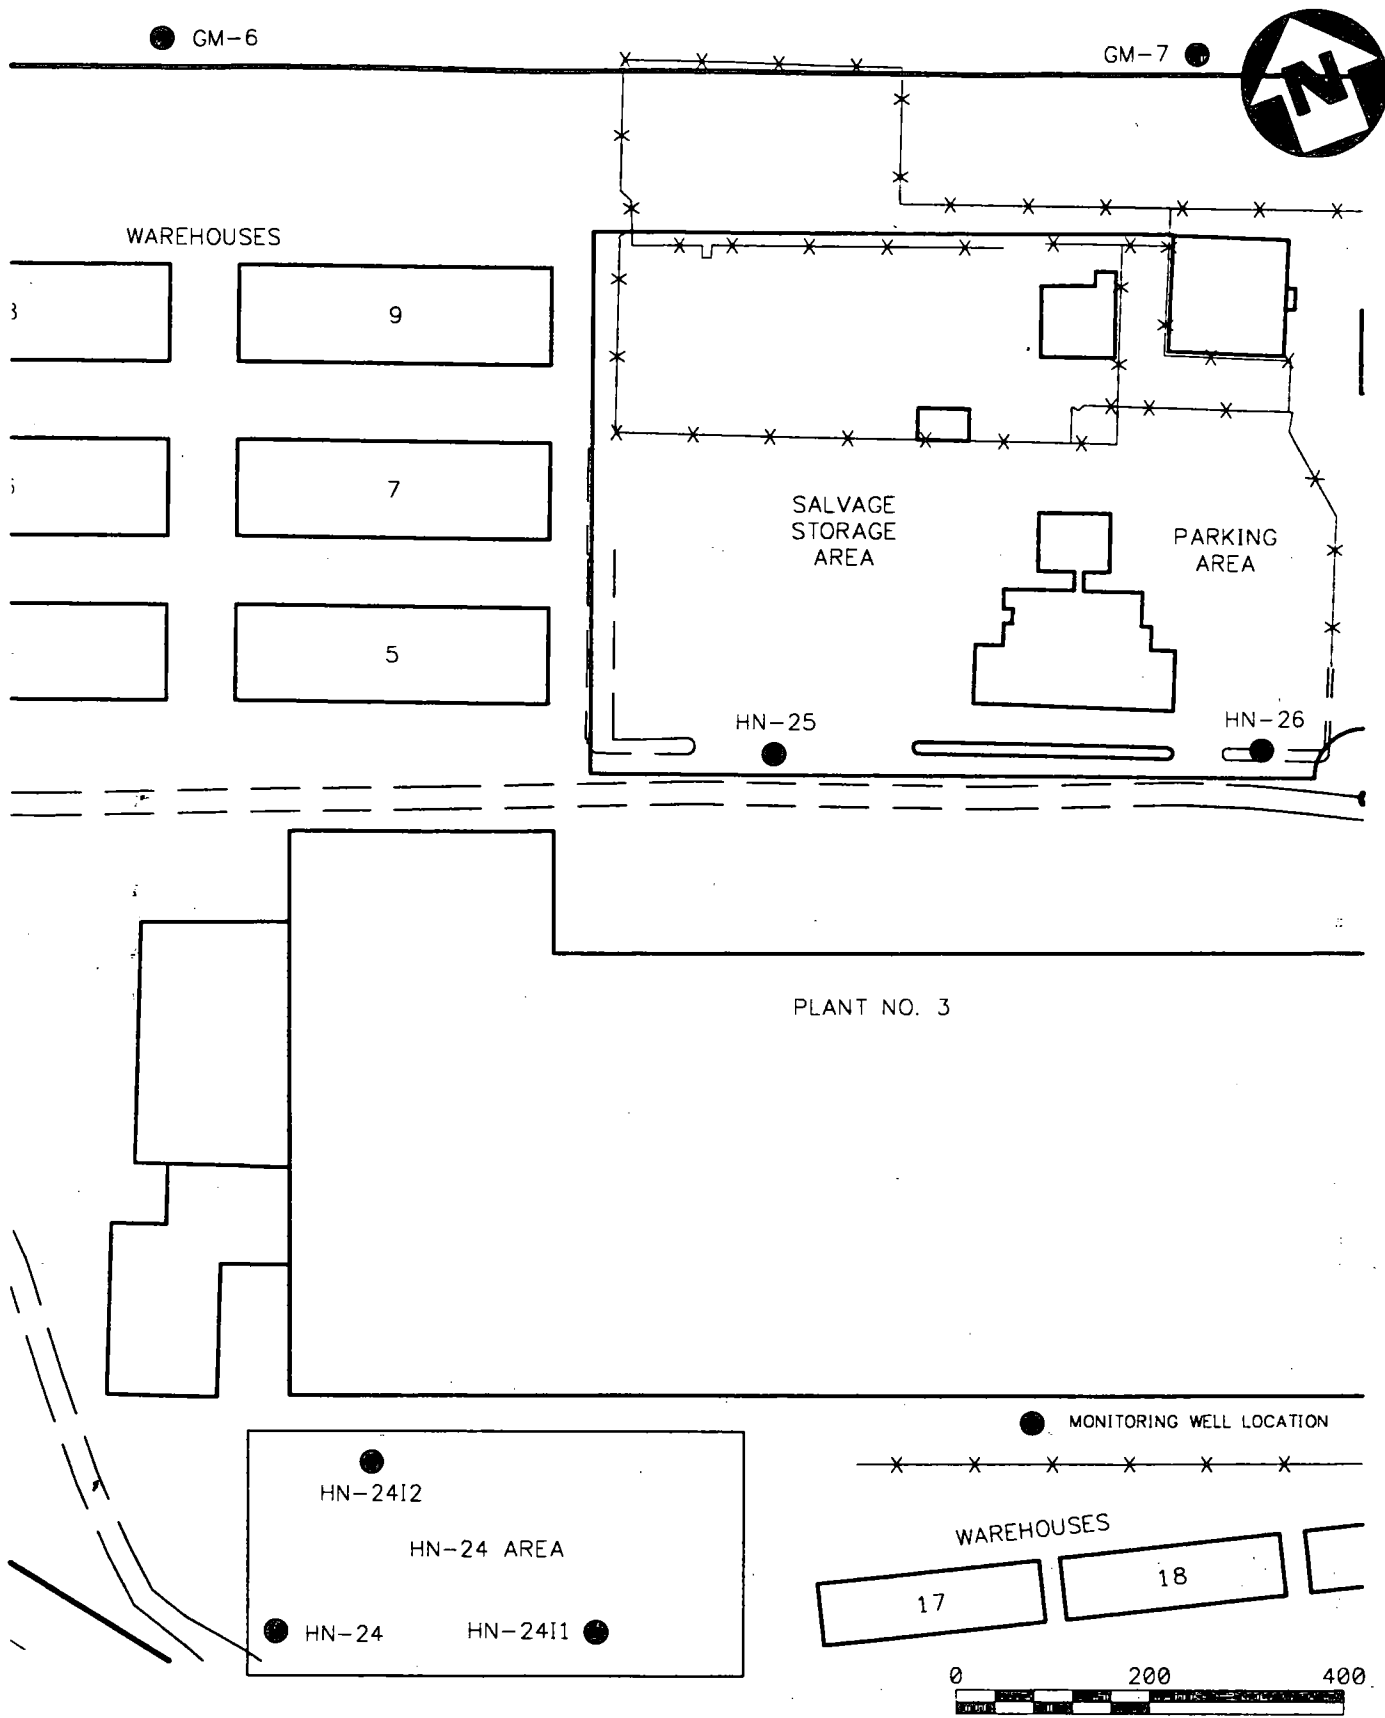 GM-6
GM-7
N
WAREHOUSES
9
7
5
SALVAGE
STORAGE
AREA
PARKING
AREA
HN-25
HN-26
PLANT NO. 3
MONITORING WELL LOCATION
HN-24I2
HN-24 AREA
HN-24
HN-24I1
WAREHOUSES
17
18
0 200 400